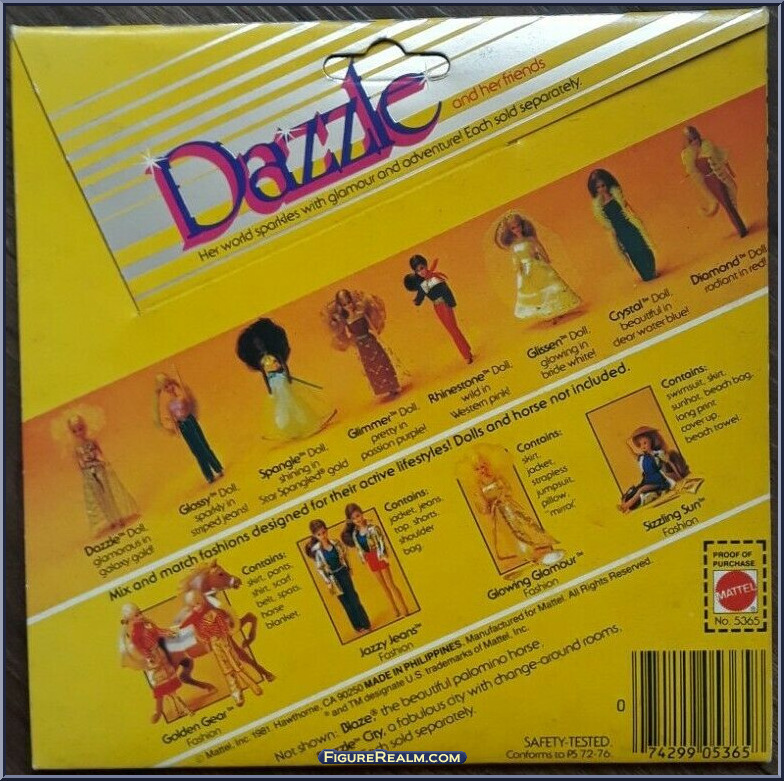 Dazzle
and her friends
Her world sparkles with glamour and adventure! Each sold separately.
Dazzle™ Doll,
glamorous in
galaxy gold!
Glossy™ Doll,
sparkly in
striped jeans!
Spangle™ Doll,
shining in
Star Spangled® gold
Glimmer™ Doll,
pretty in
passion purple!
Rhinestone™ Doll,
wild in
Western pink!
Glissen™ Doll,
glowing in
bride white!
Crystal™ Doll,
beautiful in
clear water blue!
Diamond™ Doll
radiant in red!
Mix and match fashions designed for their active lifestyles! Dolls and horse not included.
Contains:
skirt, pants,
shirt, scarf,
belt, spats,
horse
blanket.
Golden Gear™
Fashion
Contains:
jacket, jeans,
top, shorts,
shoulder
bag.
Jazzy Jeans™
Fashion
Contains:
skirt,
jacket,
strapless
jumpsuit,
pillow,
"mirror."
Glowing Glamour™
Fashion
Contains:
swimsuit, skirt,
sunhat, beach bag,
long print
cover up,
beach towel.
Sizzling Sun™
Fashion
© Mattel, Inc. 1981 Hawthorne, CA 90250 MADE IN PHILIPPINES. Manufactured for Mattel. All Rights Reserved.
® and TM designate U.S. trademarks of Mattel, Inc.
Not shown: Blaze,® the beautiful palomino horse,
City, a fabulous city with change-around rooms.
Each sold separately.
PROOF OF
PURCHASE
MATTEL
No. 5365
SAFETY-TESTED.
Conforms to PS 72-76.
0
74299 05365
FIGUREREALM.COM